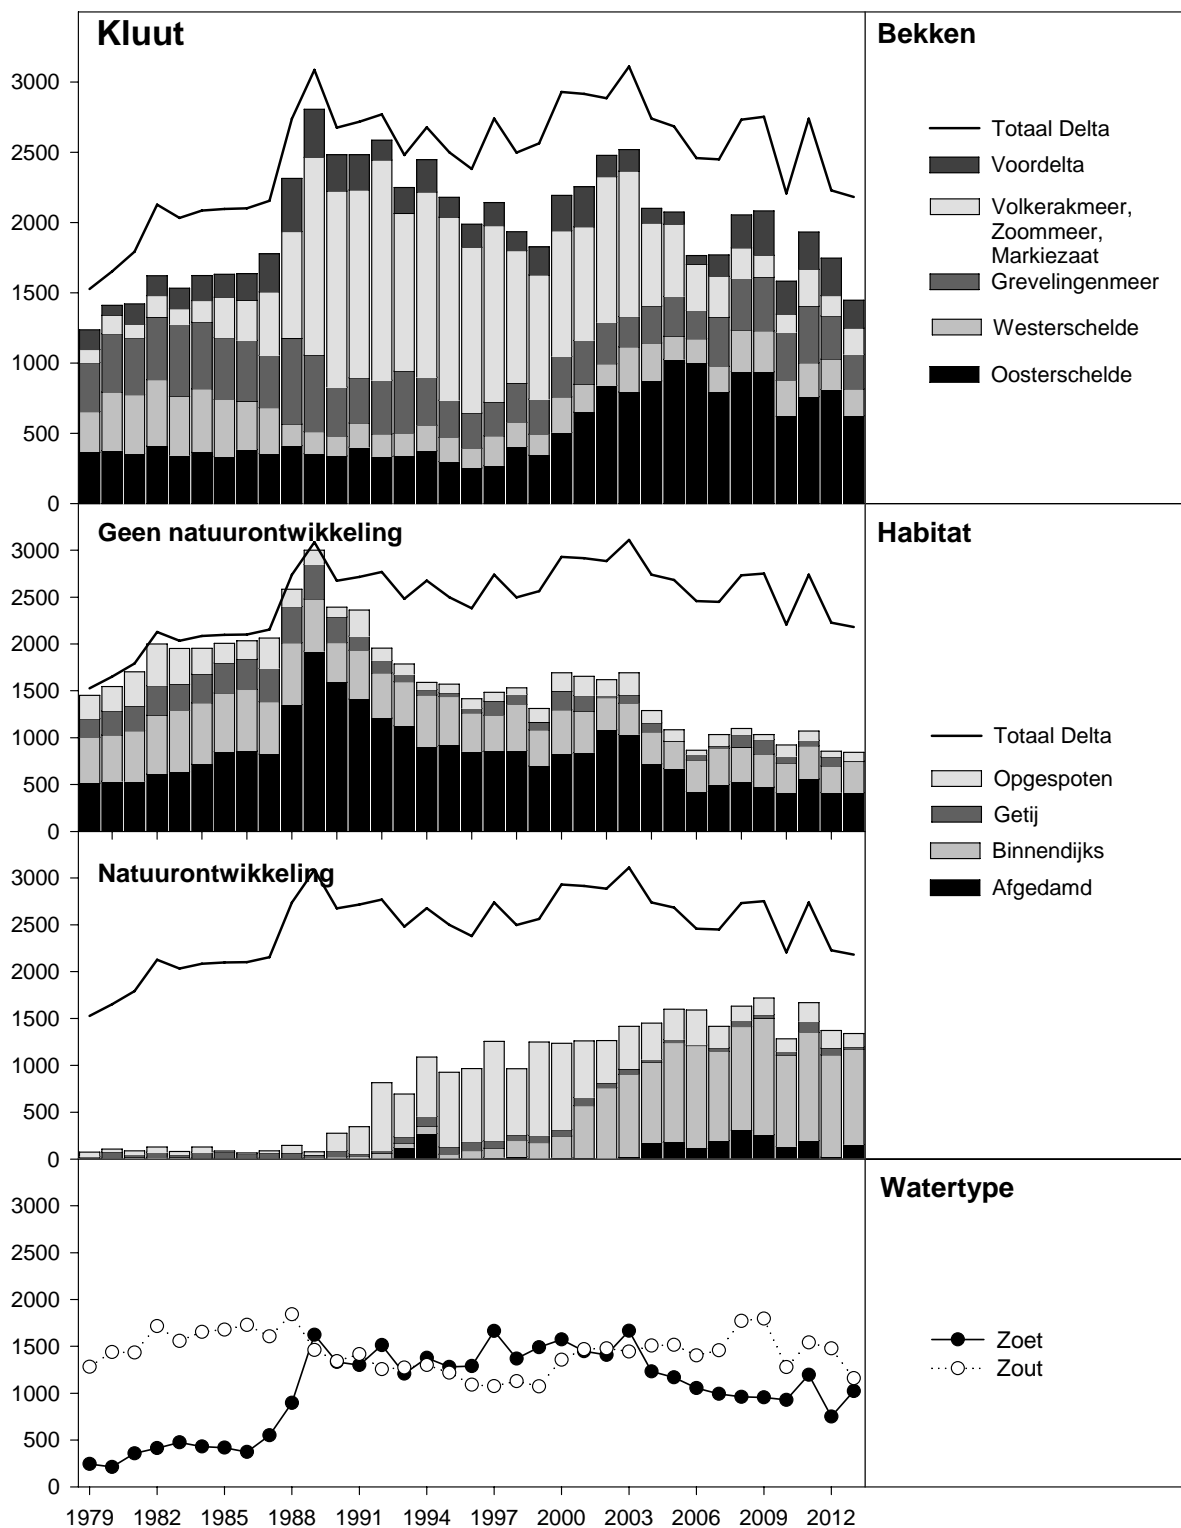 Kluut
Bekken
3000
2500
2000
1500
1000
500
0
Totaal Delta
Voordelta
Volkerakmeer,
Zoommeer,
Markiezaat
Grevelingenmeer
Westerschelde
Oosterschelde
Geen natuurontwikkeling
Habitat
3000
2500
2000
1500
1000
500
0
Totaal Delta
Opgespoten
Getij
Binnendijks
Afgedamd
Natuurontwikkeling
3000
2500
2000
1500
1000
500
0
Watertype
3000
2500
2000
1500
1000
500
0
Zoet
Zout
1979 1982 1985 1988 1991 1994 1997 2000 2003 2006 2009 2012